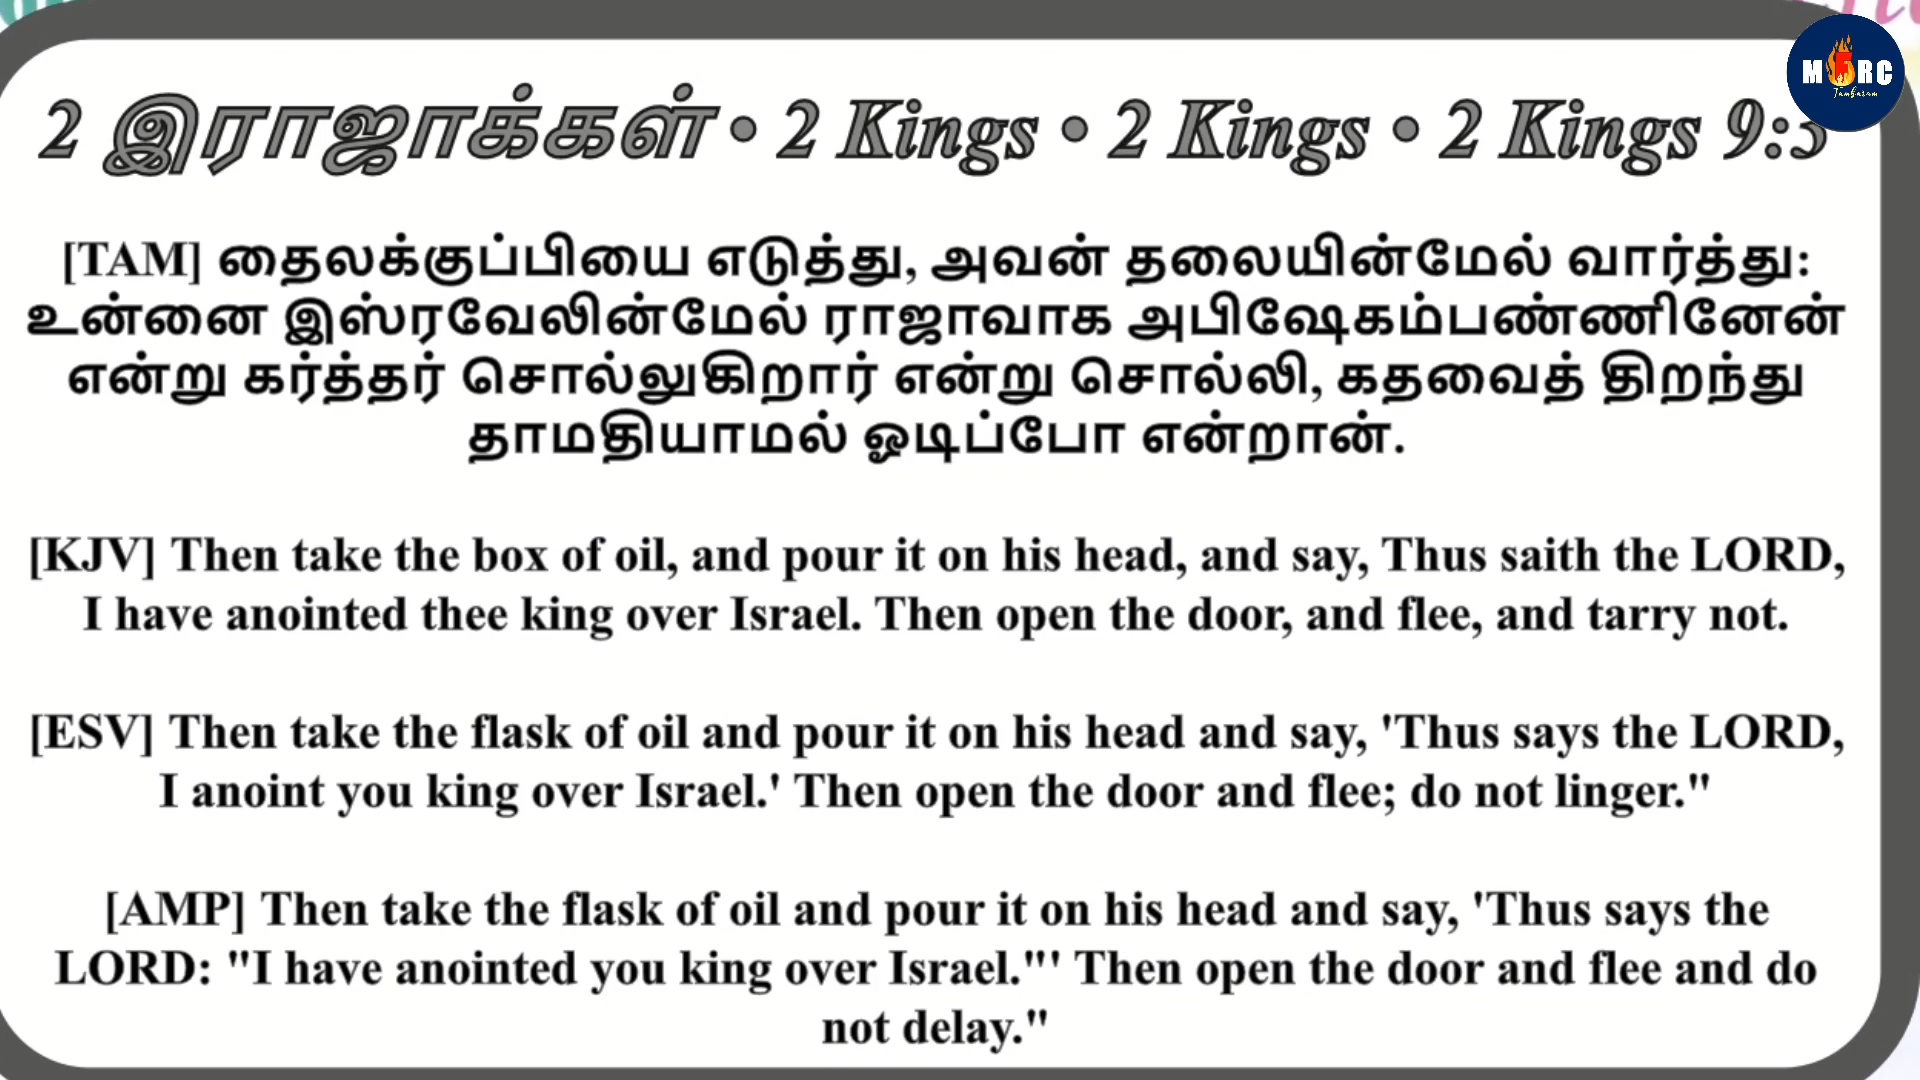 2 இராஜாக்கள் • 2 Kings • 2 Kings • 2 Kings 9:3
M FRC
Tambaram
[TAM] தைலக்குப்பியை எடுத்து, அவன் தலையின்மேல் வார்த்து:
உன்னை இஸ்ரவேலின்மேல் ராஜாவாக அபிஷேகம்பண்ணினேன்
என்று கர்த்தர் சொல்லுகிறார் என்று சொல்லி, கதவைத் திறந்து
தாமதியாமல் ஓடிப்போ என்றான்.
[KJV] Then take the box of oil, and pour it on his head, and say, Thus saith the LORD,
I have anointed thee king over Israel. Then open the door, and flee, and tarry not.
[ESV] Then take the flask of oil and pour it on his head and say, 'Thus says the LORD,
I anoint you king over Israel.' Then open the door and flee; do not linger."
[AMP] Then take the flask of oil and pour it on his head and say, 'Thus says the
LORD: "I have anointed you king over Israel."' Then open the door and flee and do
not delay."